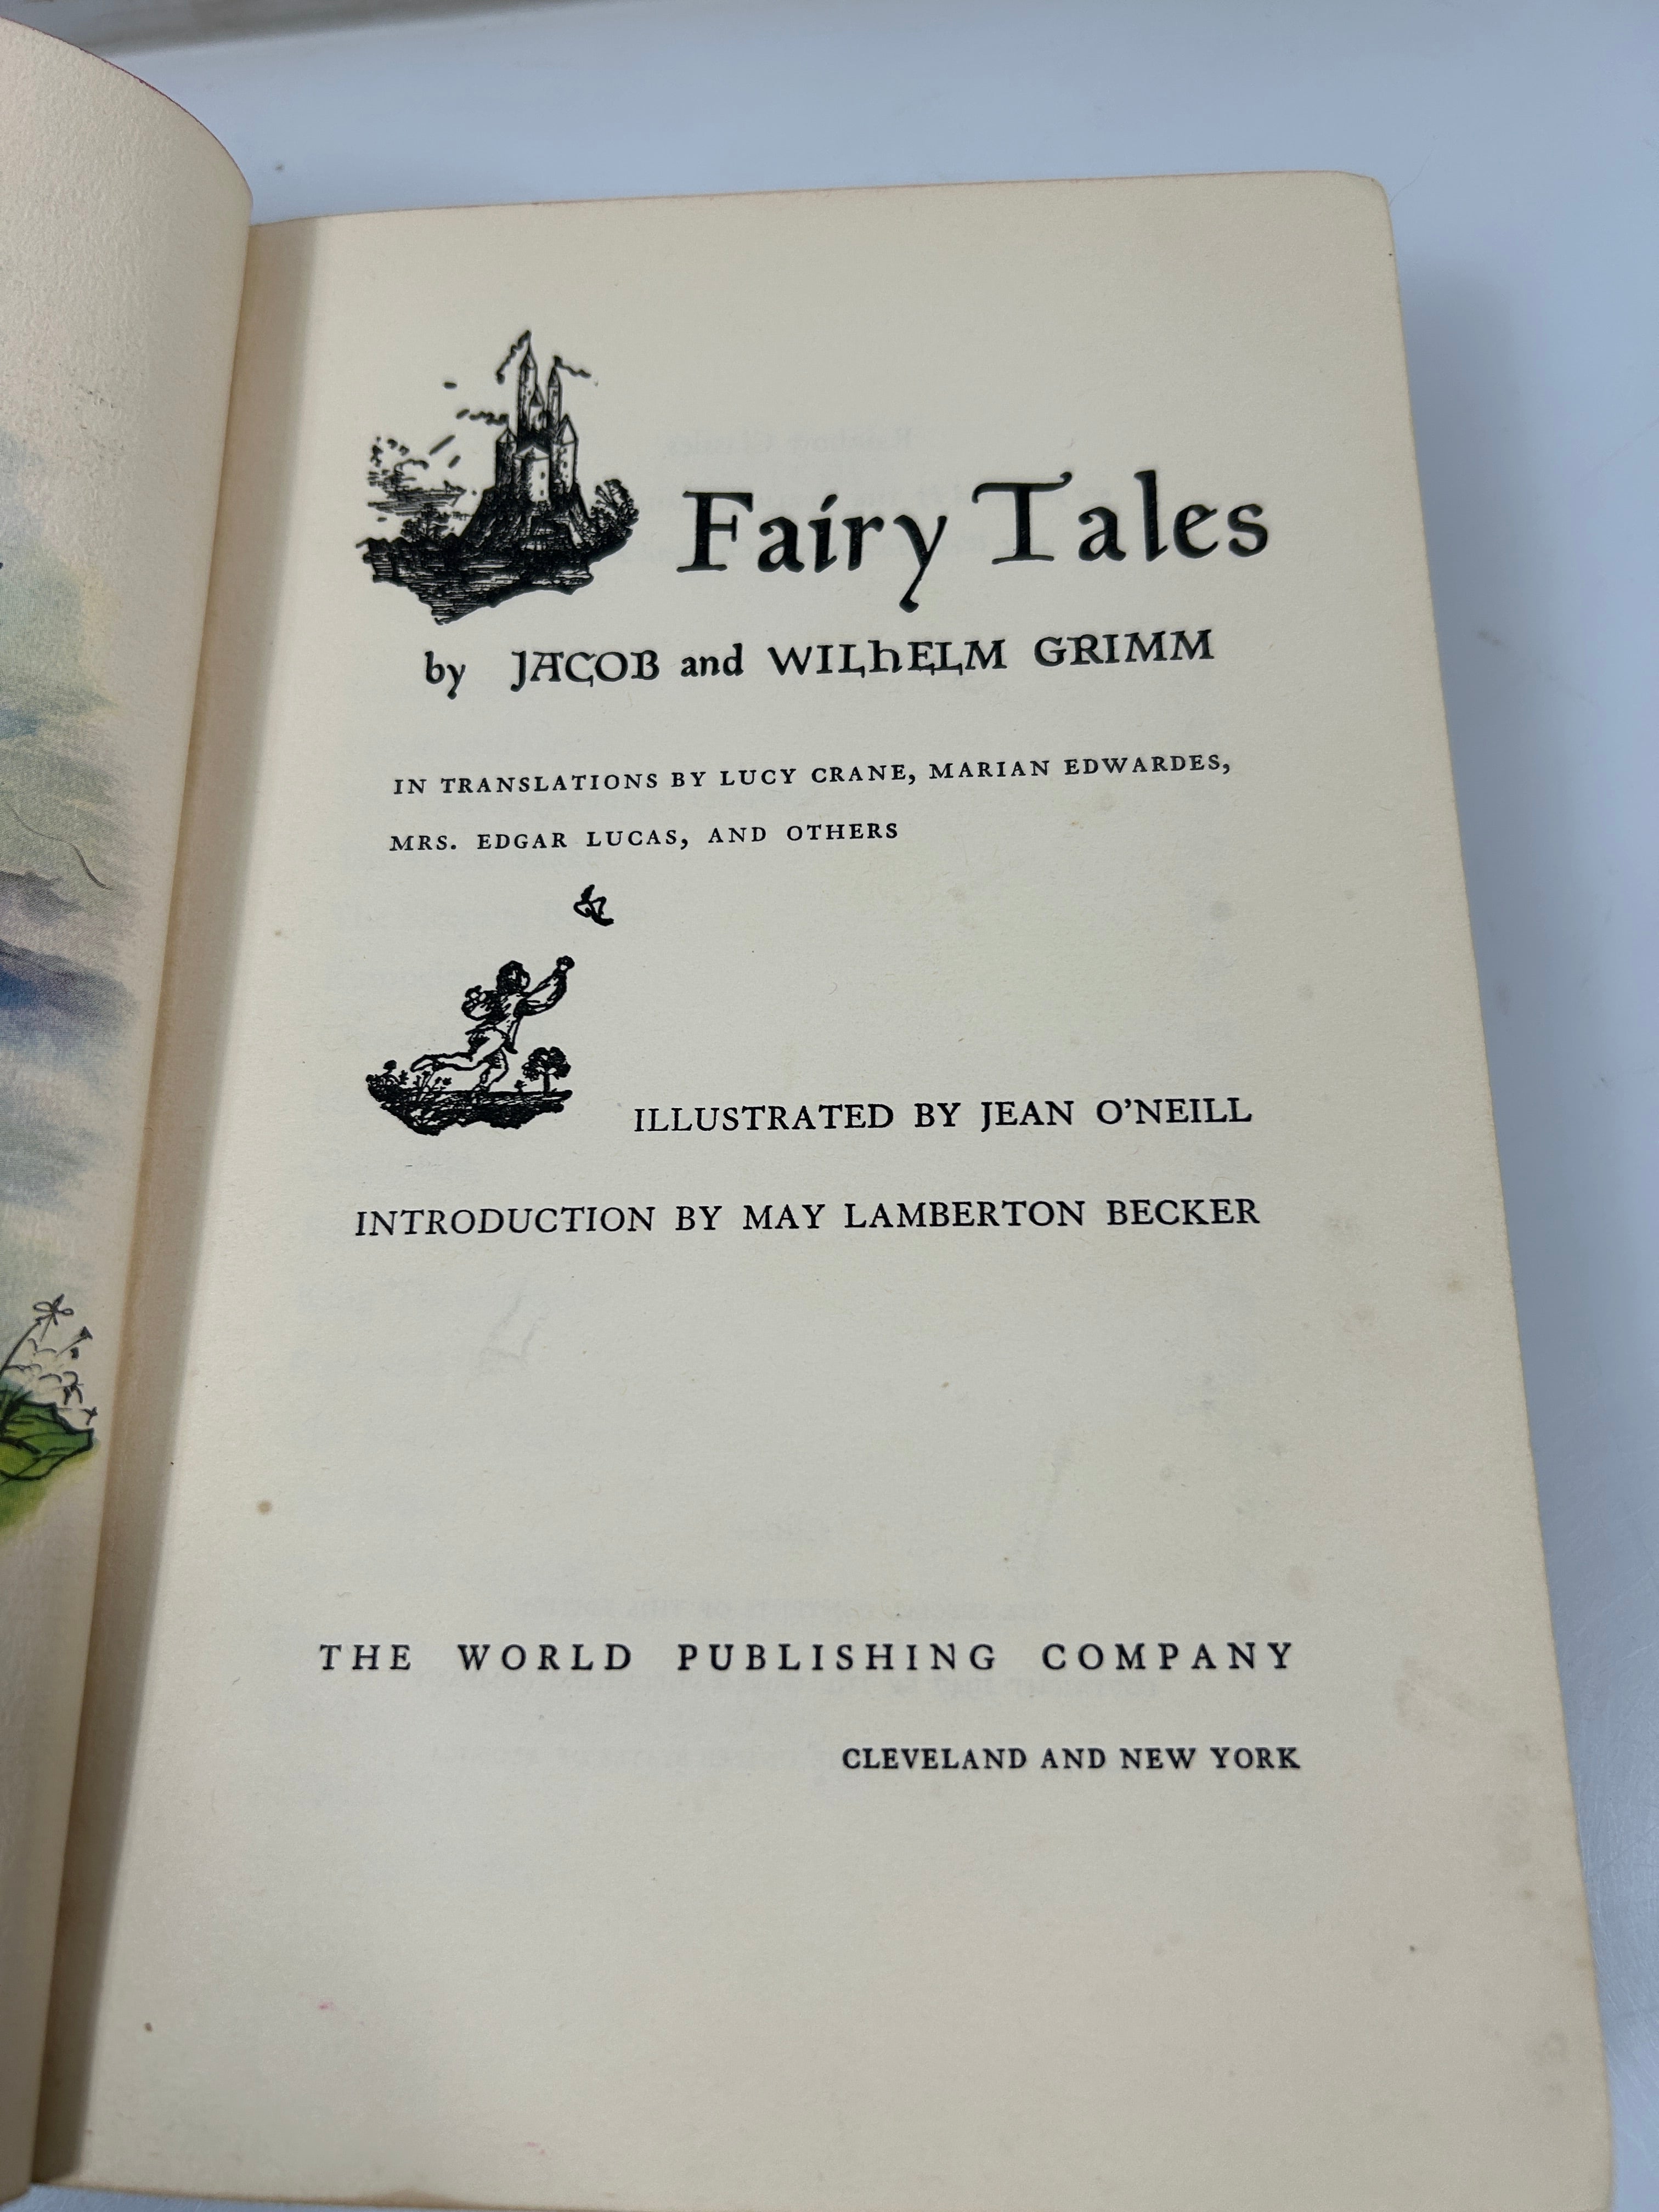 Fairy Tales
by JACOB and WILhELM GRIMM
IN TRANSLATIONS BY LUCY CRANE, MARIAN EDWARDES,
MRS. EDGAR LUCAS, AND OTHERS
ILLUSTRATED BY JEAN O'NEILL
INTRODUCTION BY MAY LAMBERTON BECKER
THE WORLD PUBLISHING COMPANY
CLEVELAND AND NEW YORK